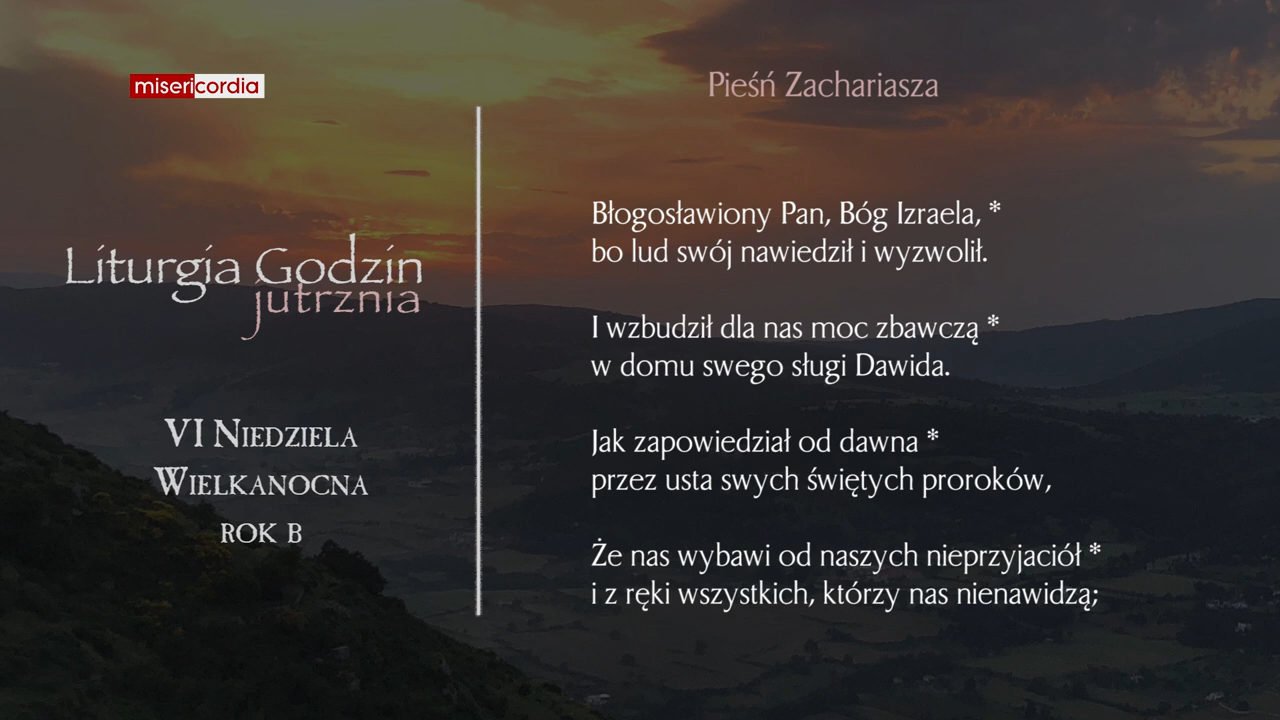 misericordia
Liturgia Godzin
jutrznia
VI Niedziela
Wielkanocna
rok B
Pieśń Zachariasza
Błogosławiony Pan, Bóg Izraela, *
bo lud swój nawiedził i wyzwolił.
I wzbudził dla nas moc zbawczą *
w domu swego sługi Dawida.
Jak zapowiedział od dawna *
przez usta swych świętych proroków,
Że nas wybawi od naszych nieprzyjaciół *
i z ręki wszystkich, którzy nas nienawidzą;